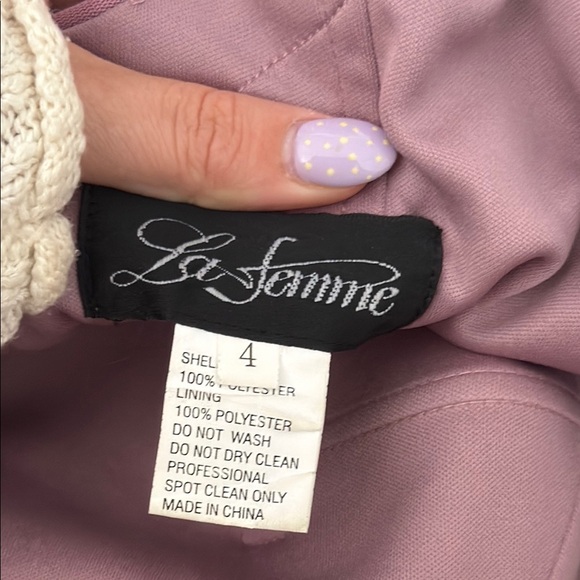 La Femme
4
SHEL
100% POLYESTER
LINING
100% POLYESTER
DO NOT WASH
DO NOT DRY CLEAN
PROFESSIONAL
SPOT CLEAN ONLY
MADE IN CHINA